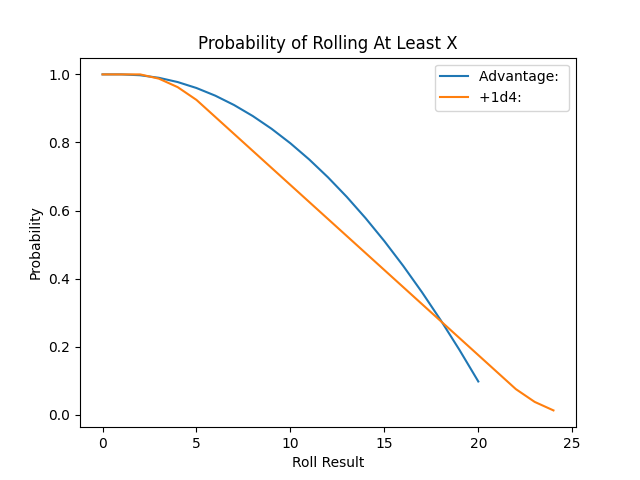 Probability of Rolling At Least X
Advantage:
+1d4:
1.0
0.8
0.6
0.4
0.2
0.0
Probability
0 5 10 15 20 25
Roll Result